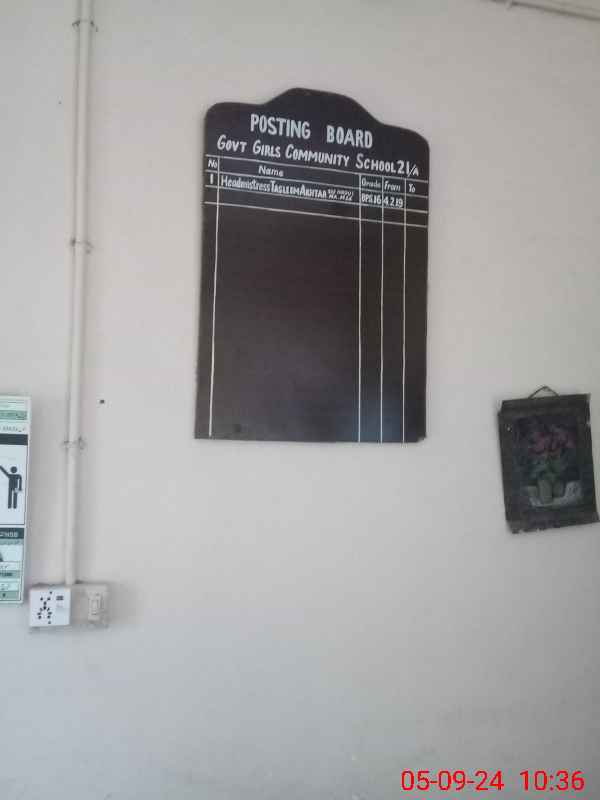 POSTING BOARD
GOVT GIRLS COMMUNITY SCHOOL 21/A
No Name Grade From To
1 Headmistress TASLEEM AKHTAR BPS.16 4.2.19
05-09-24 10:36